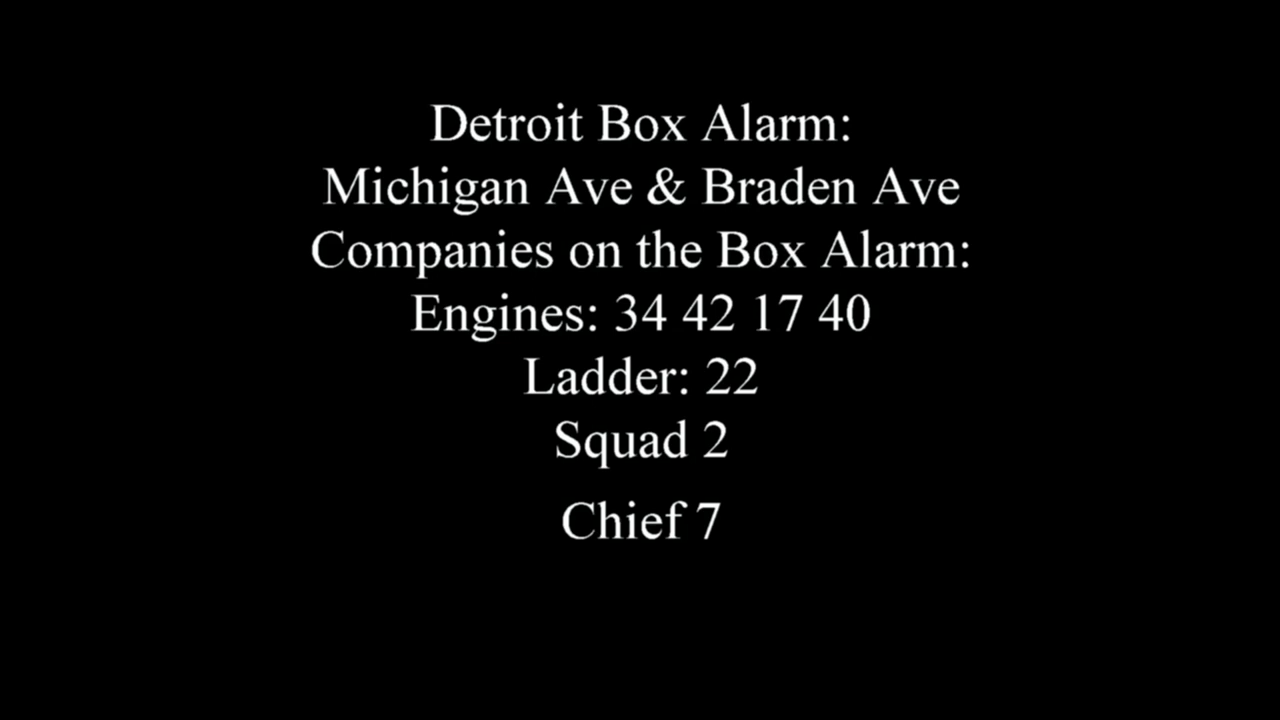 Detroit Box Alarm:
Michigan Ave & Braden Ave
Companies on the Box Alarm:
Engines: 34 42 17 40
Ladder: 22
Squad 2
Chief 7